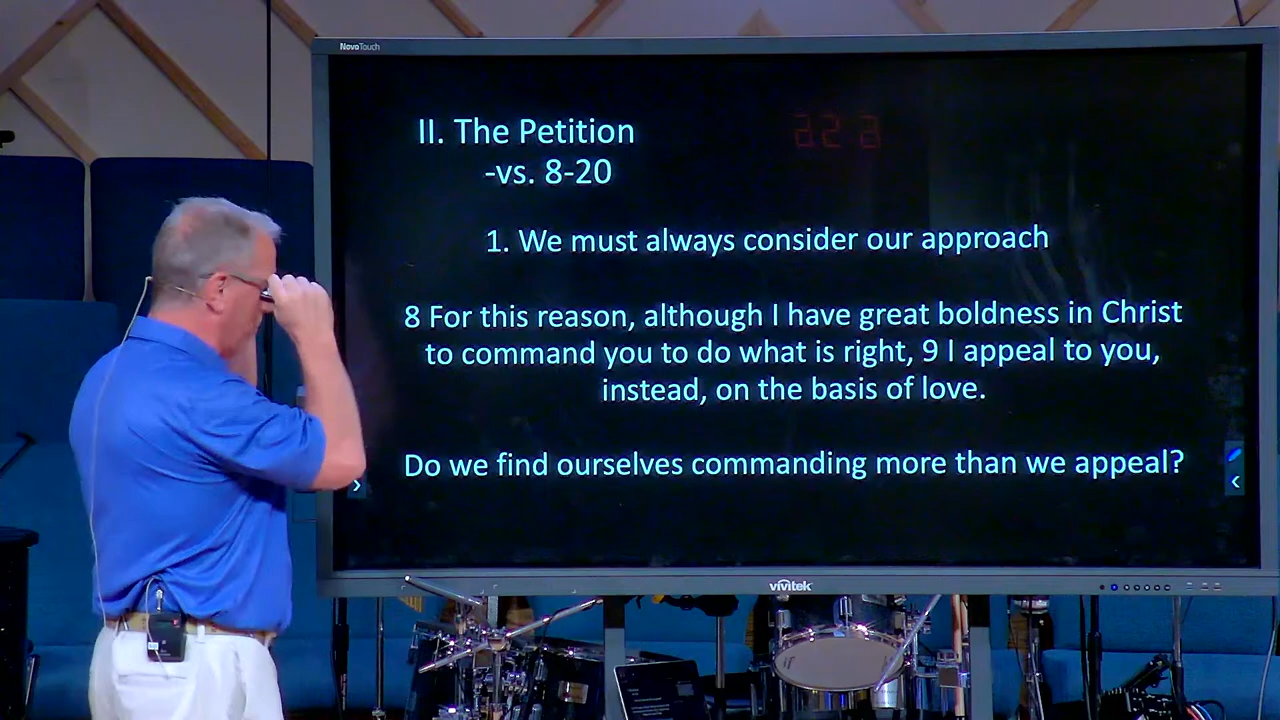 NovoTouch
II. The Petition
-vs. 8-20
1. We must always consider our approach
8 For this reason, although I have great boldness in Christ
to command you to do what is right, 9 I appeal to you,
instead, on the basis of love.
Do we find ourselves commanding more than we appeal?
vivitek